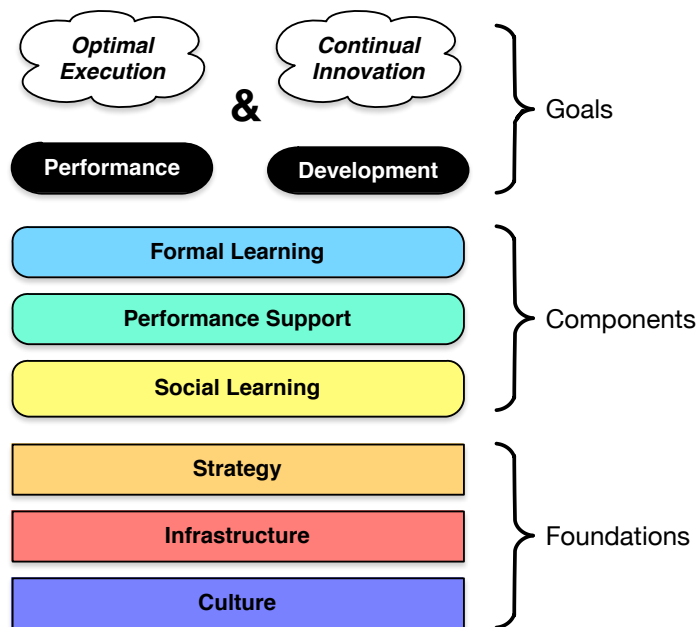 Optimal
Execution
Continual
Innovation
&
Goals
Performance
Development
Formal Learning
Performance Support
Components
Social Learning
Strategy
Infrastructure
Foundations
Culture